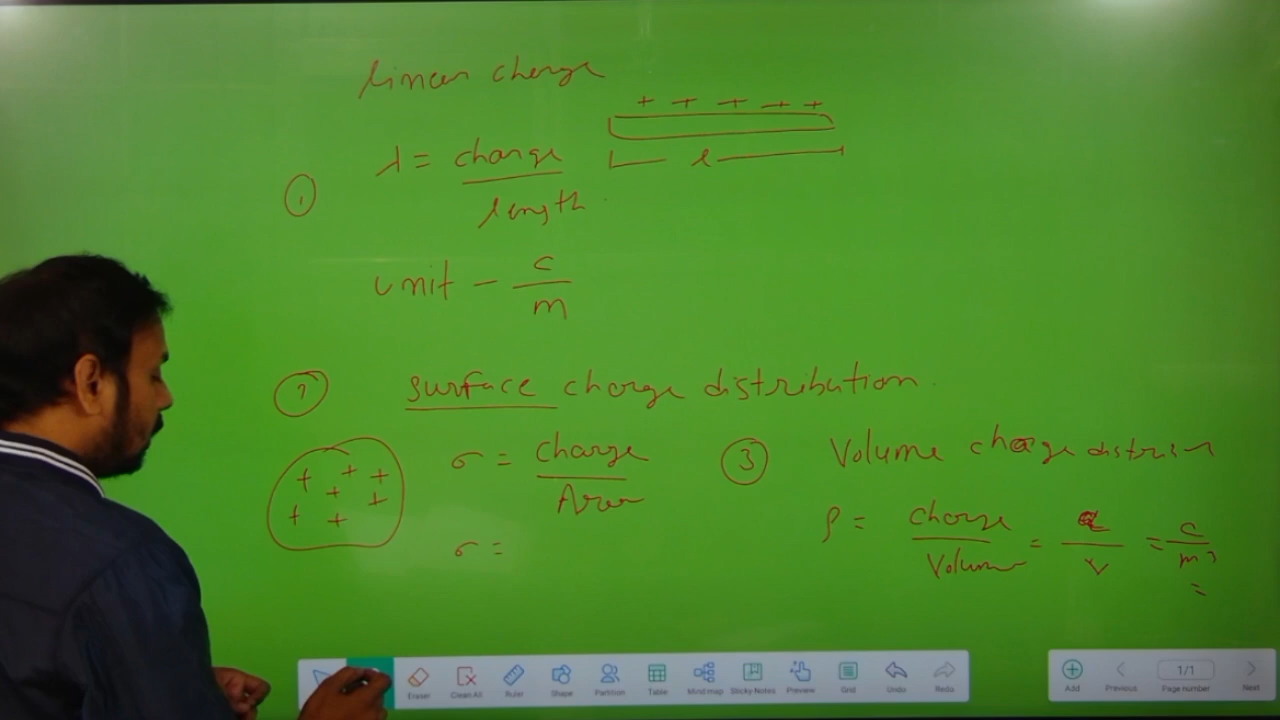 linear charge
+ + + + +
① λ = charge / length
l
unit - c / m
② surface charge distribution
+ + + + + + + +
σ = charge / Area
σ =
③ Volume charge
ρ = charge / Volume = Q / V = c / m³
=
Eraser Clean All Ruler Shape Partition Table Mind map Sticky Notes Preview Grid Undo Redo
Add Previous 1/1 Page number Next